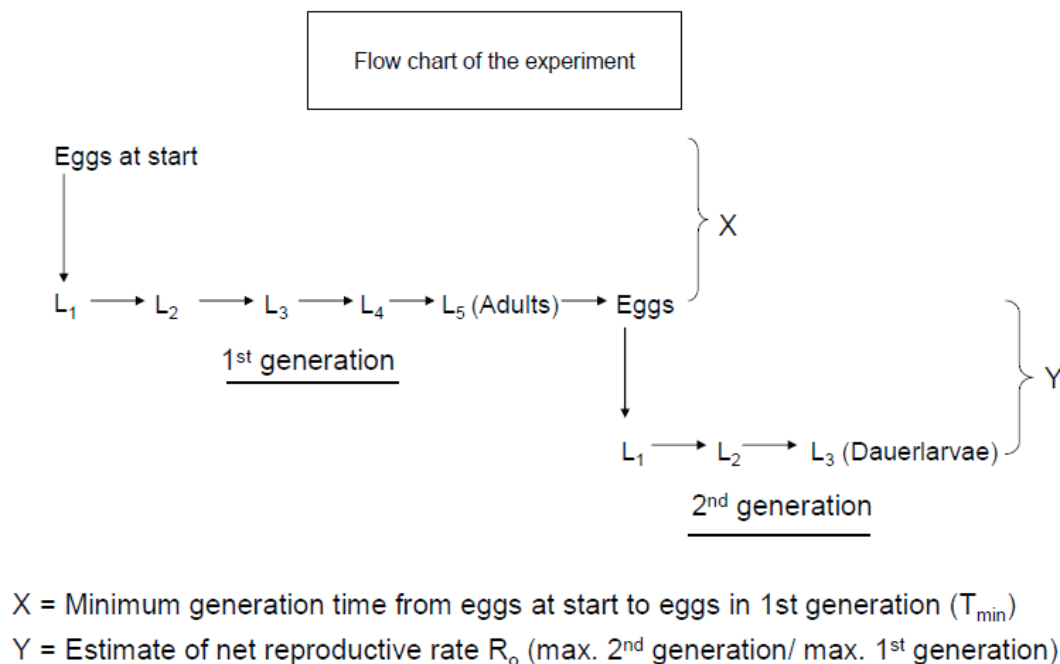 Flow chart of the experiment
Eggs at start
X
L₁ L₂ L₃ L₄ L₅ (Adults) Eggs
1st generation
Y
L₁ L₂ L₃ (Dauerlarvae)
2nd generation
X = Minimum generation time from eggs at start to eggs in 1st generation (Tmin)
Y = Estimate of net reproductive rate Ro (max. 2nd generation/ max. 1st generation)